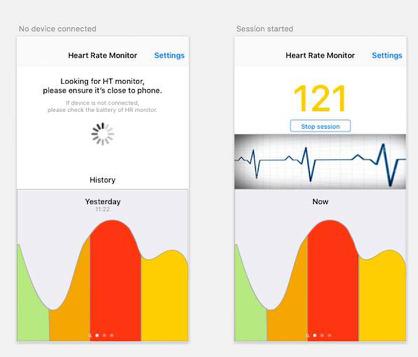 No device connected
Heart Rate Monitor
Settings
Looking for HT monitor,
please ensure it's close to phone.
If device is not connected,
please check the battery of HR monitor.
History
Yesterday
11:22
Session started
Heart Rate Monitor
Settings
121
Stop session
Now